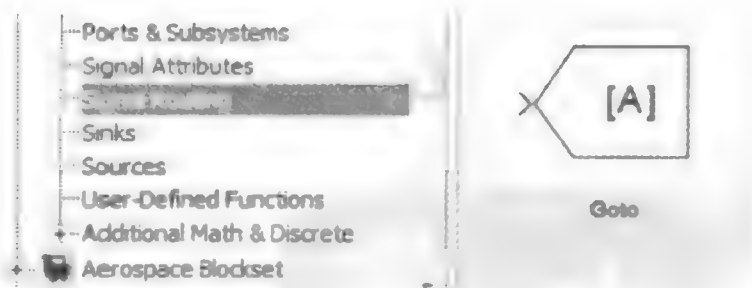 Ports & Subsystems
Signal Attributes
Sinks
Sources
User-Defined Functions
Additional Math & Discrete
Aerospace Blockset
[A]
Goto